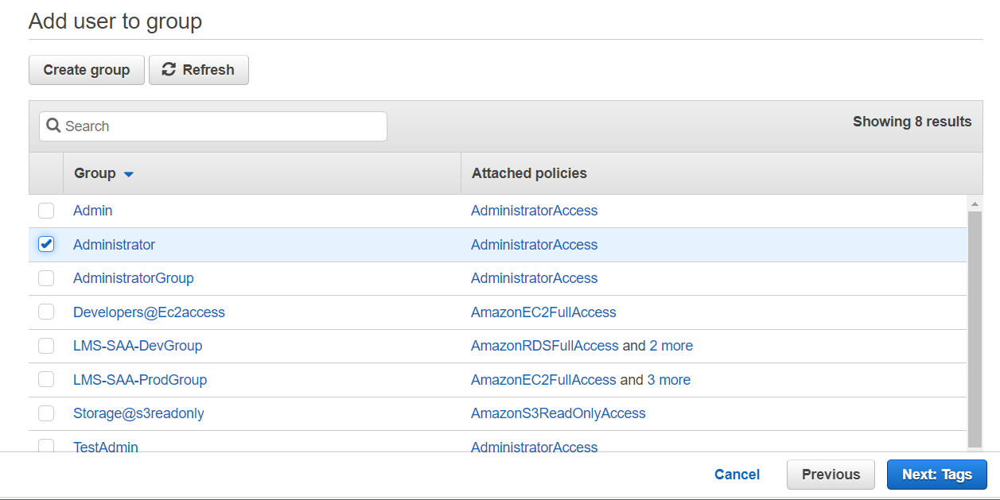 Add user to group
Create group Refresh
Search Showing 8 results
Group Attached policies
Admin AdministratorAccess
Administrator AdministratorAccess
AdministratorGroup AdministratorAccess
Developers@Ec2access AmazonEC2FullAccess
LMS-SAA-DevGroup AmazonRDSFullAccess and 2 more
LMS-SAA-ProdGroup AmazonEC2FullAccess and 3 more
Storage@s3readonly AmazonS3ReadOnlyAccess
TestAdmin AdministratorAccess
Cancel Previous Next: Tags